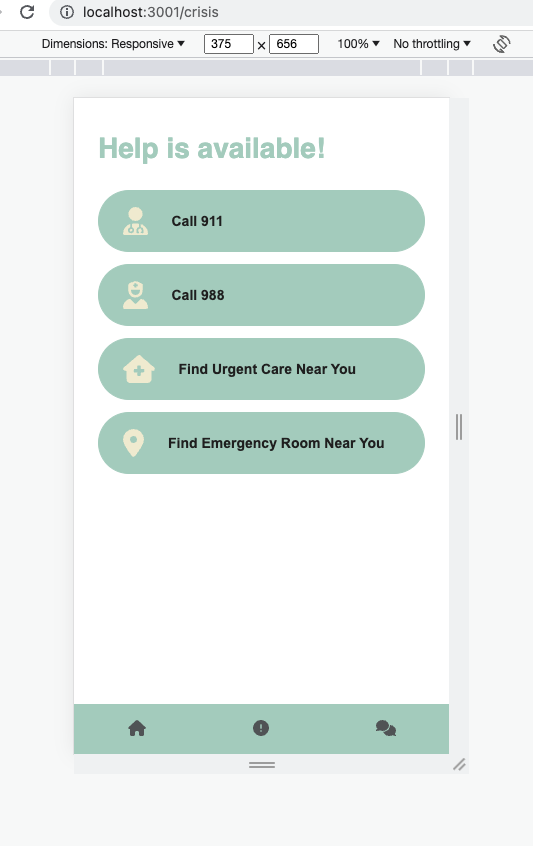 localhost:3001/crisis
Dimensions: Responsive 375 × 656 100% No throttling
Help is available!
Call 911
Call 988
Find Urgent Care Near You
Find Emergency Room Near You